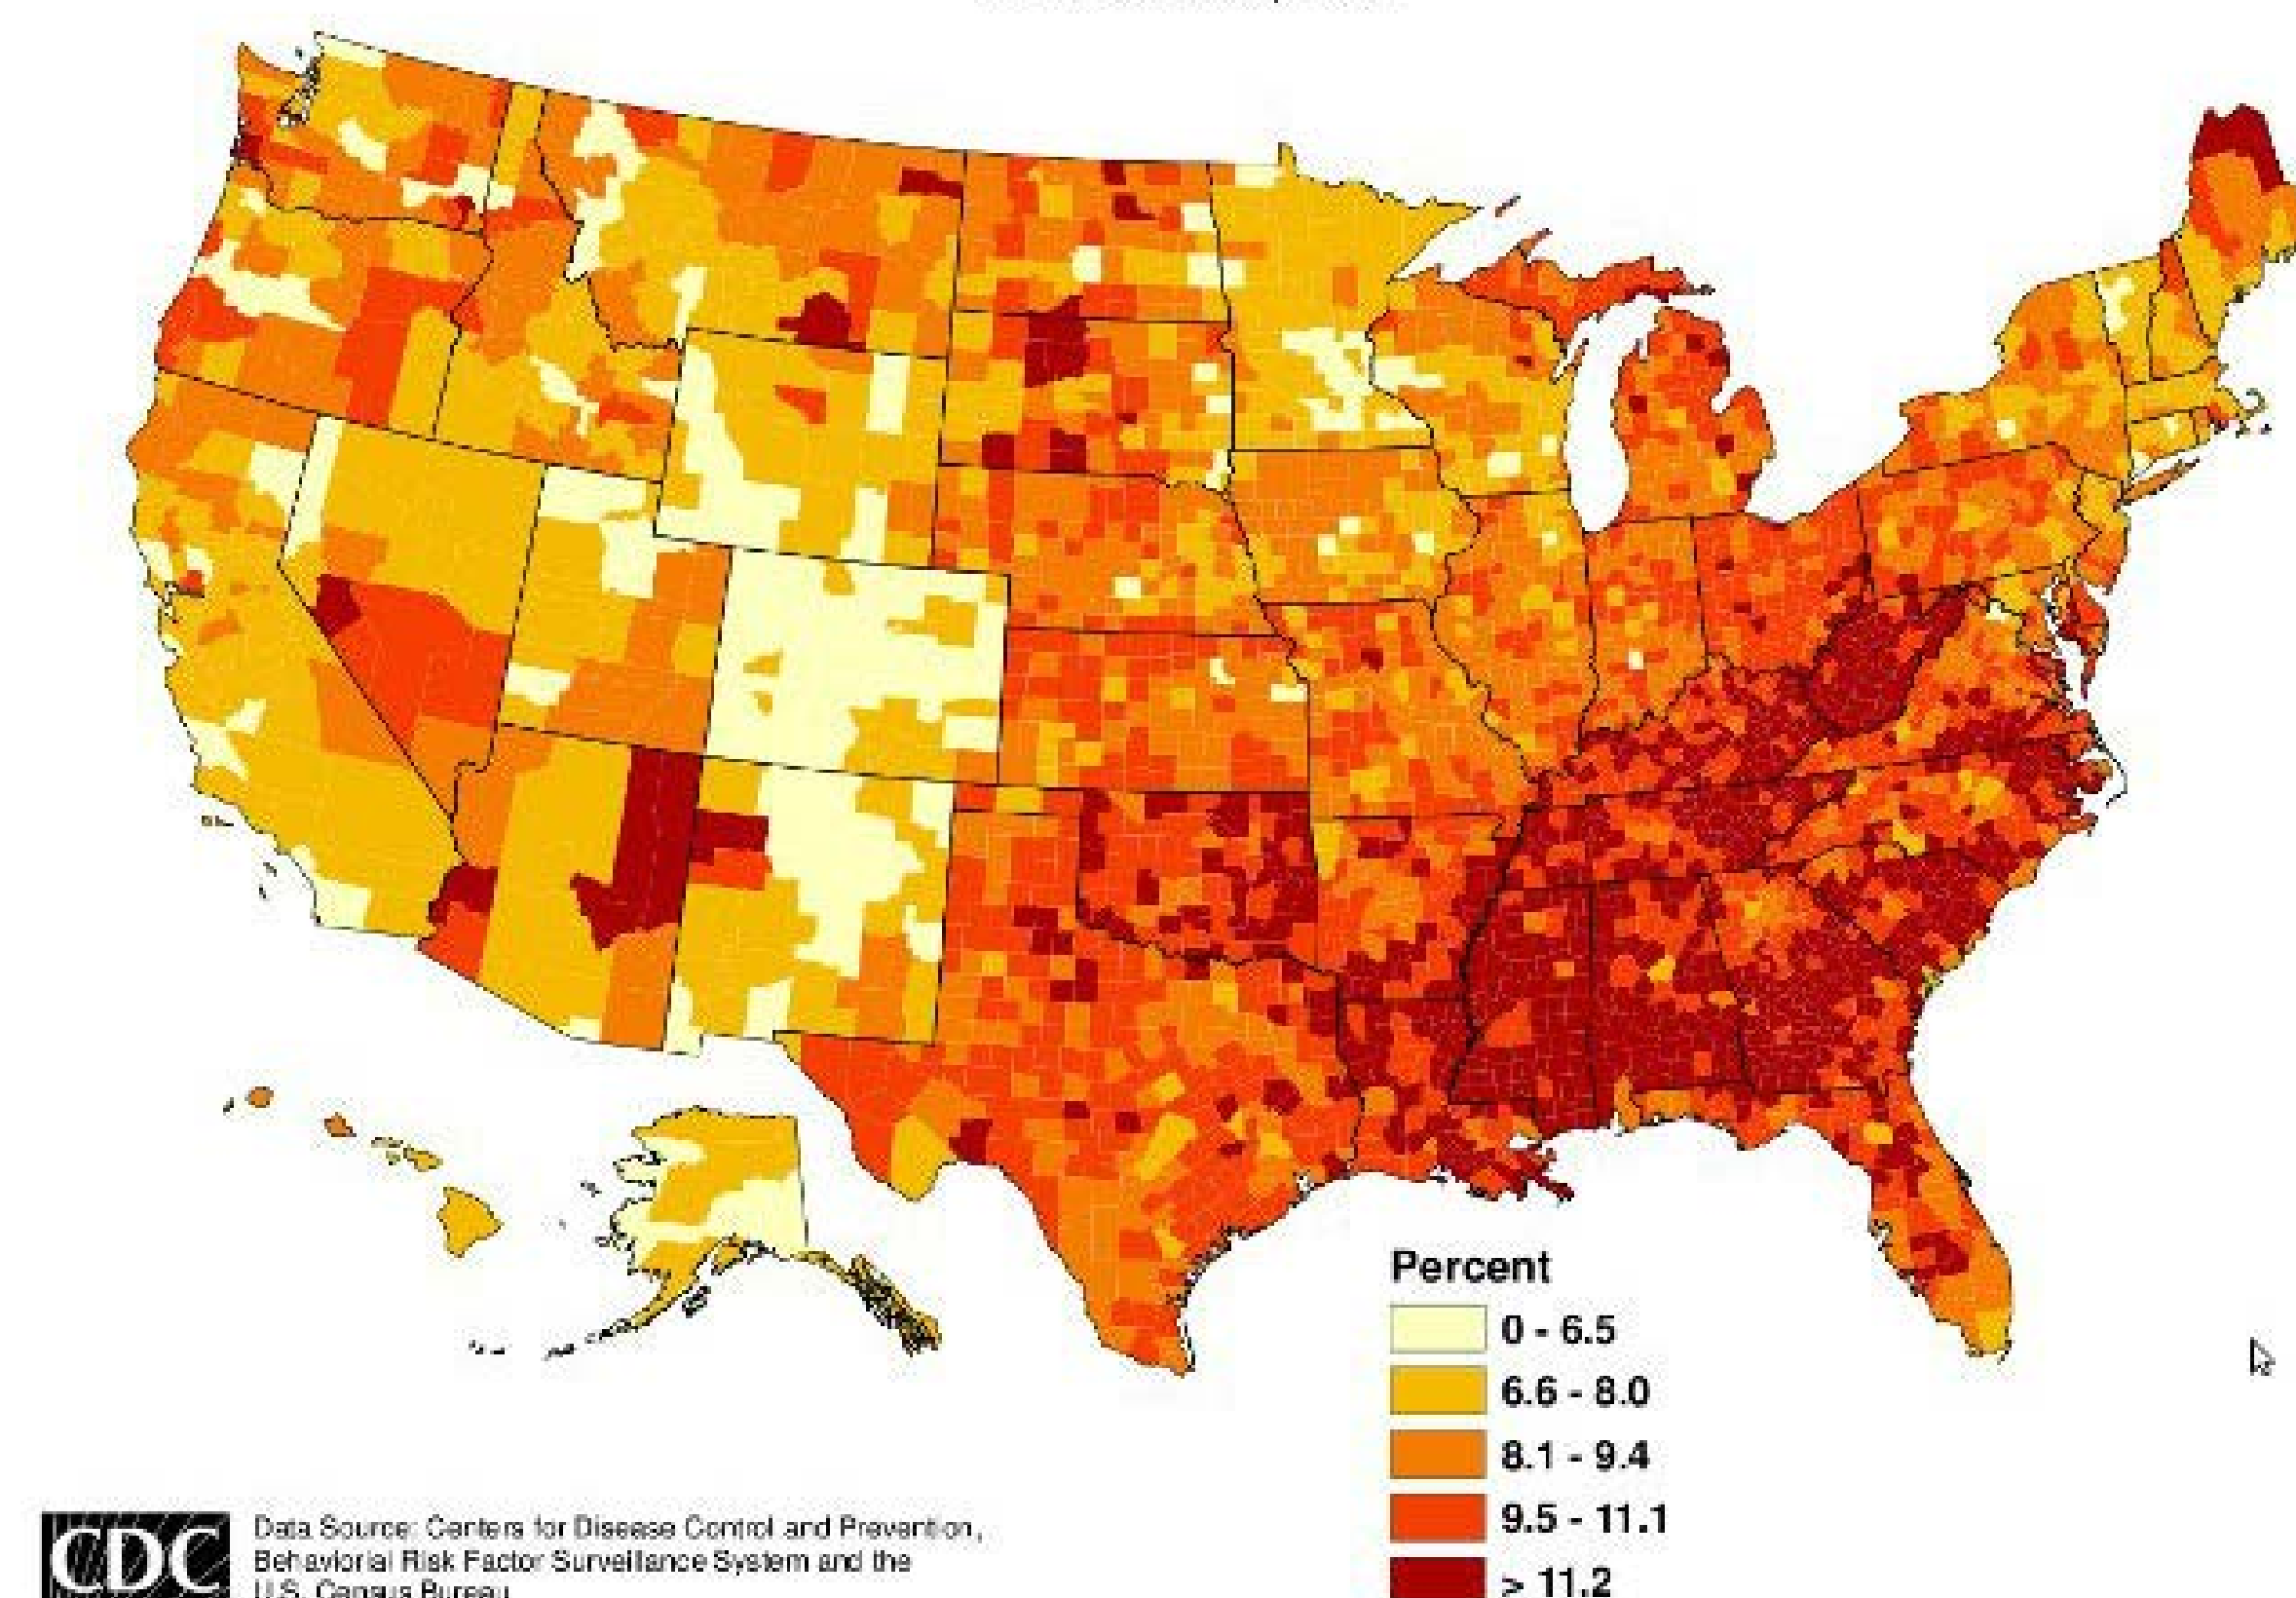 Percent
0 - 6.5
6.6 - 8.0
8.1 - 9.4
9.5 - 11.1
> 11.2
CDC
Data Source: Centers for Disease Control and Prevention,
Behaviorial Risk Factor Surveillance System and the
U.S. Census Bureau